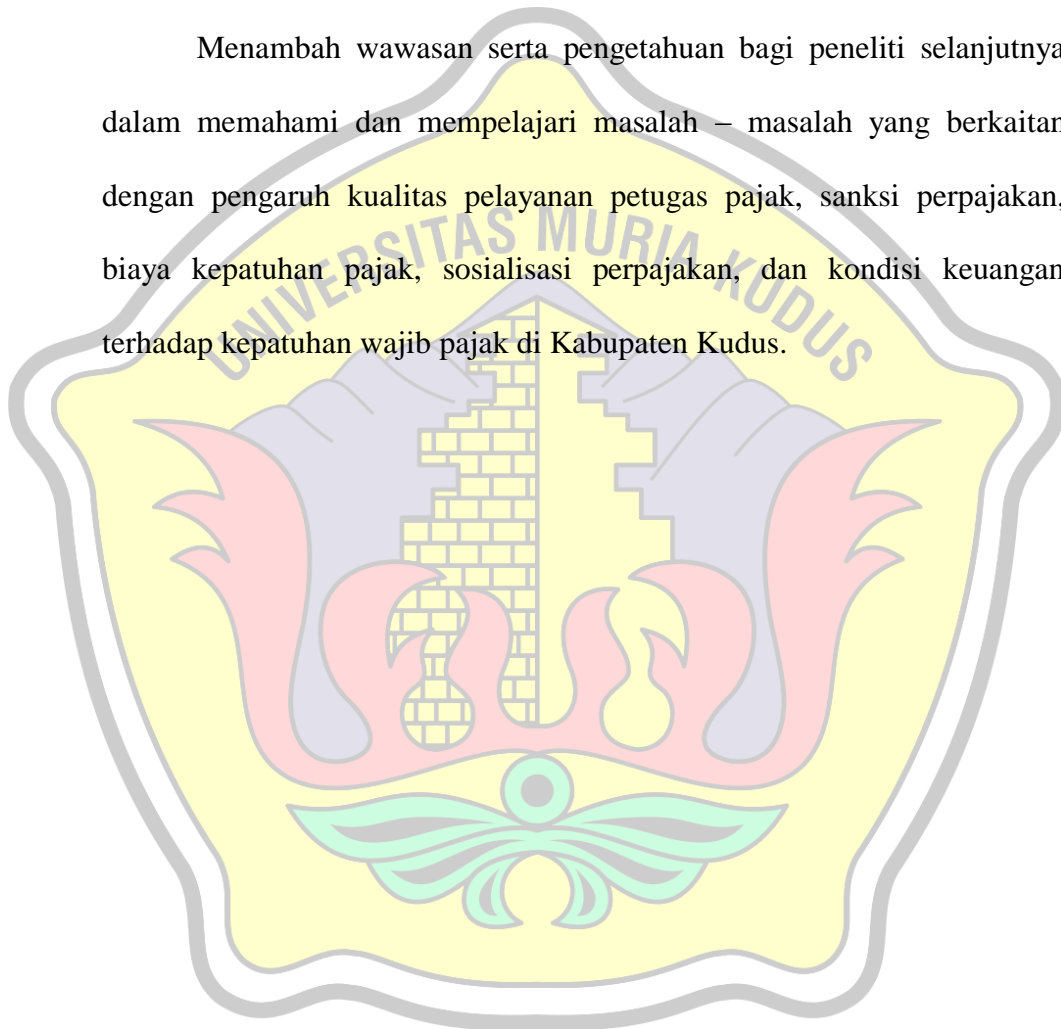 Menambah wawasan serta pengetahuan bagi peneliti selanjutnya
dalam memahami dan mempelajari masalah – masalah yang berkaitan
dengan pengaruh kualitas pelayanan petugas pajak, sanksi perpajakan,
biaya kepatuhan pajak, sosialisasi perpajakan, dan kondisi keuangan
terhadap kepatuhan wajib pajak di Kabupaten Kudus.
UNIVERSITAS MURIA KUDUS